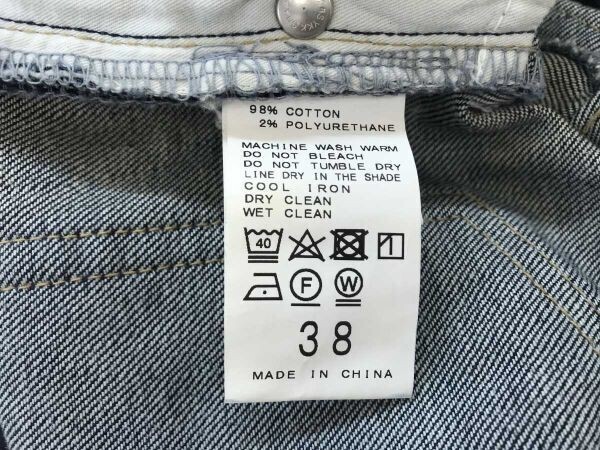 98% COTTON
2% POLYURETHANE
MACHINE WASH WARM
DO NOT BLEACH
DO NOT TUMBLE DRY
LINE DRY IN THE SHADE
COOL IRON
DRY CLEAN
WET CLEAN
40
F W
38
MADE IN CHINA